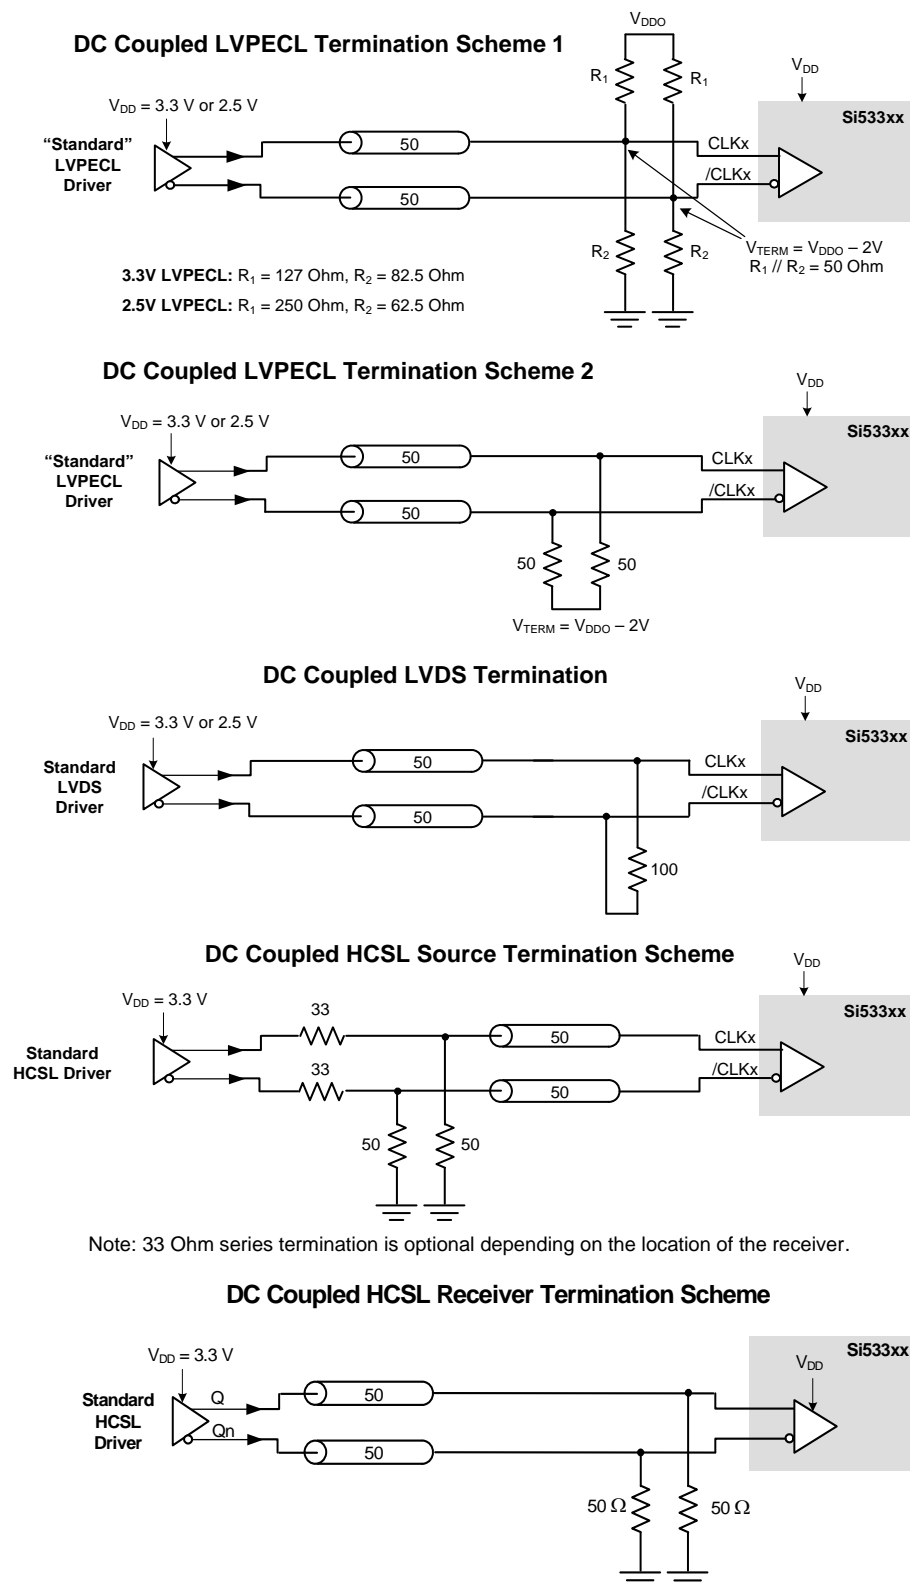 DC Coupled LVPECL Termination Scheme 1
VDDO
R1
R1
VDD
VDD = 3.3 V or 2.5 V
Si533xx
“Standard”
LVPECL
Driver
50
CLKx
50
/CLKx
R2
R2
VTERM = VDDO – 2V
R1 // R2 = 50 Ohm
3.3V LVPECL: R1 = 127 Ohm, R2 = 82.5 Ohm
2.5V LVPECL: R1 = 250 Ohm, R2 = 62.5 Ohm
DC Coupled LVPECL Termination Scheme 2
VDD
VDD = 3.3 V or 2.5 V
Si533xx
“Standard”
LVPECL
Driver
50
CLKx
50
/CLKx
50
50
VTERM = VDDO – 2V
DC Coupled LVDS Termination
VDD
VDD = 3.3 V or 2.5 V
Si533xx
Standard
LVDS
Driver
50
CLKx
50
/CLKx
100
DC Coupled HCSL Source Termination Scheme
VDD
VDD = 3.3 V
Si533xx
Standard
HCSL Driver
33
50
CLKx
33
50
/CLKx
50
50
Note: 33 Ohm series termination is optional depending on the location of the receiver.
DC Coupled HCSL Receiver Termination Scheme
VDD = 3.3 V
Si533xx
VDD
Standard
HCSL
Driver
Q
50
Qn
50
50 Ω
50 Ω